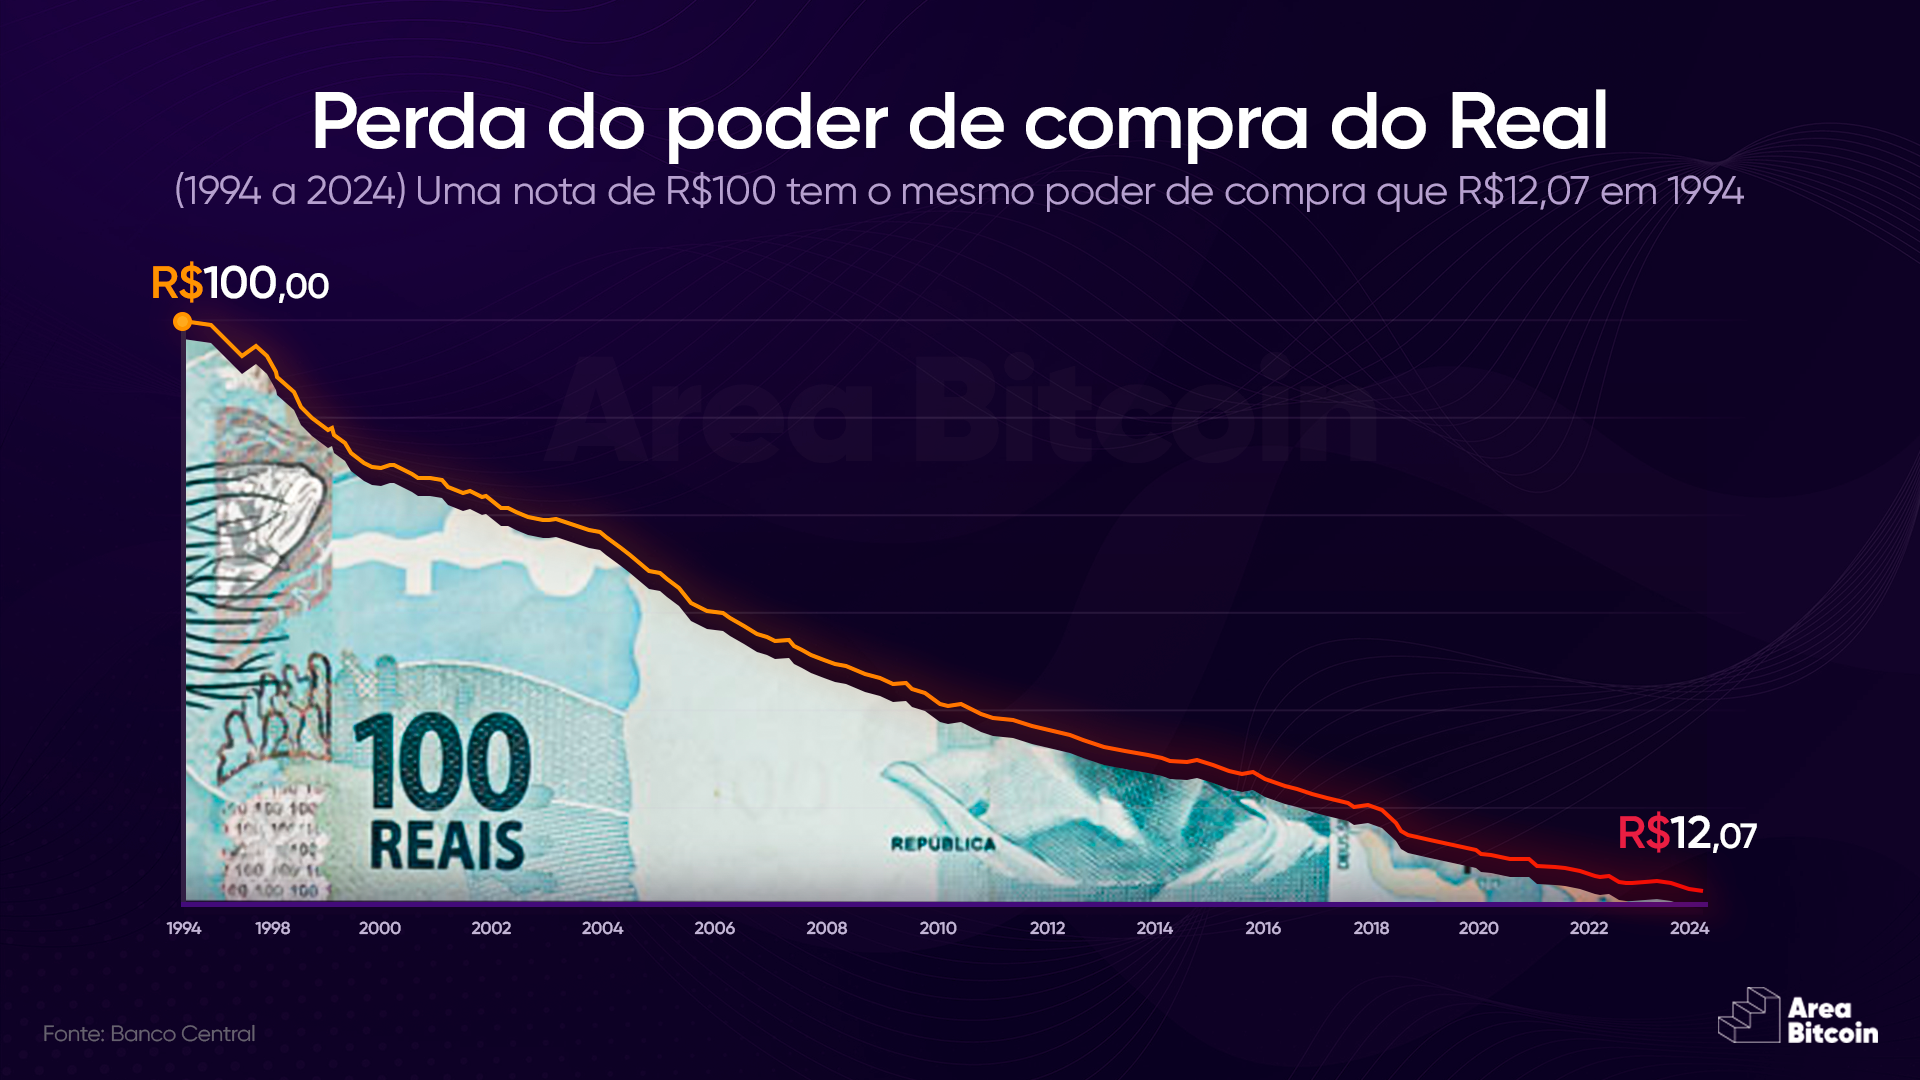 Perda do poder de compra do Real
(1994 a 2024) Uma nota de R$100 tem o mesmo poder de compra que R$12,07 em 1994
R$100,00
Area Bitcoin
100
REAIS
REPÚBLICA
R$12,07
1994 1998 2000 2002 2004 2006 2008 2010 2012 2014 2016 2018 2020 2022 2024
Fonte: Banco Central
Area
Bitcoin